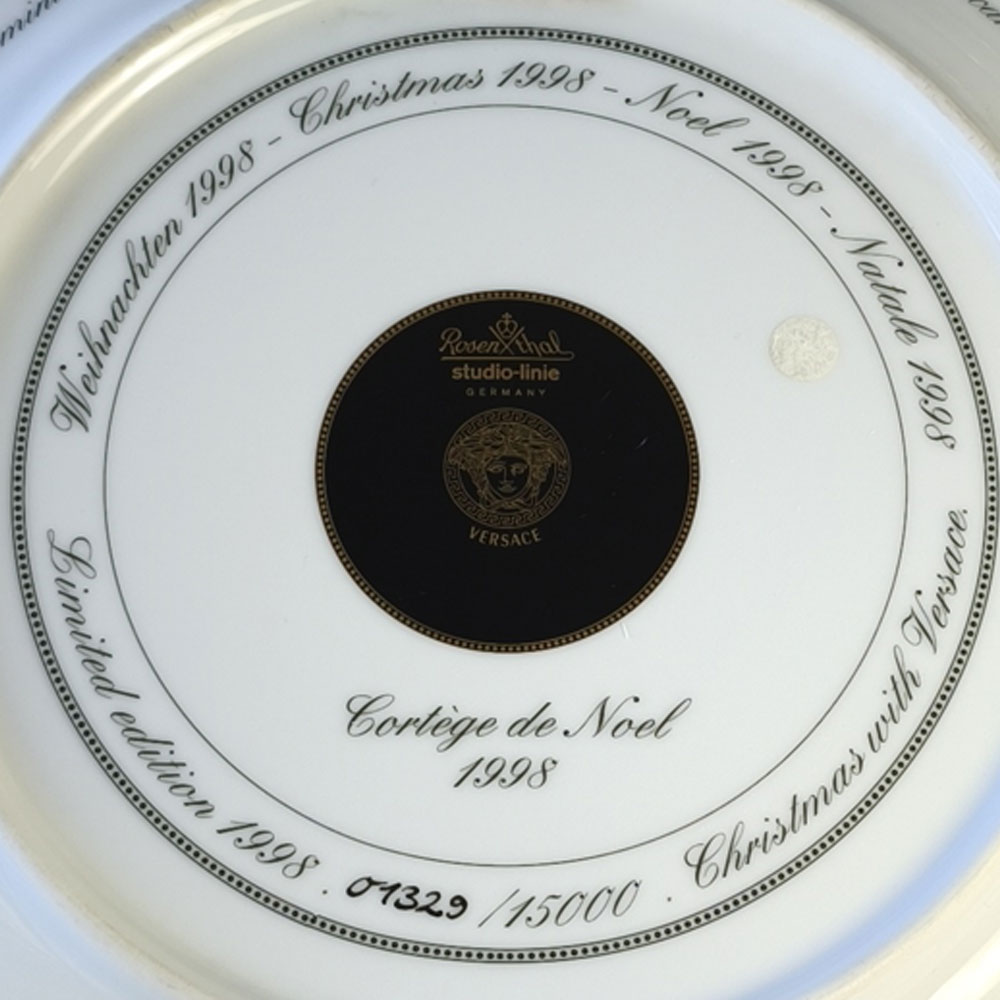 Weihnachten 1998 - Christmas 1998 - Noel 1998 - Natale 1998
Rosenthal
studio-linie
GERMANY
VERSACE
Cortège de Noel
1998
Limited edition 1998 . 01329 /15000 . Christmas with Versace.